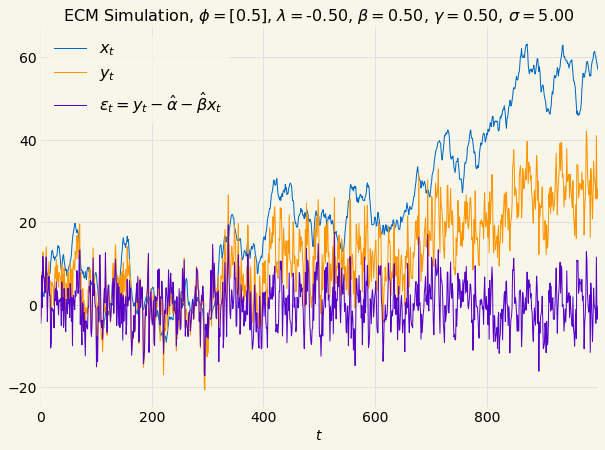 ECM Simulation, ϕ = [0.5], λ = -0.50, β = 0.50, γ = 0.50, σ = 5.00
x_t
y_t
ε_t = y_t − α̂ − β̂x_t
60
40
20
0
−20
0 200 400 600 800
t